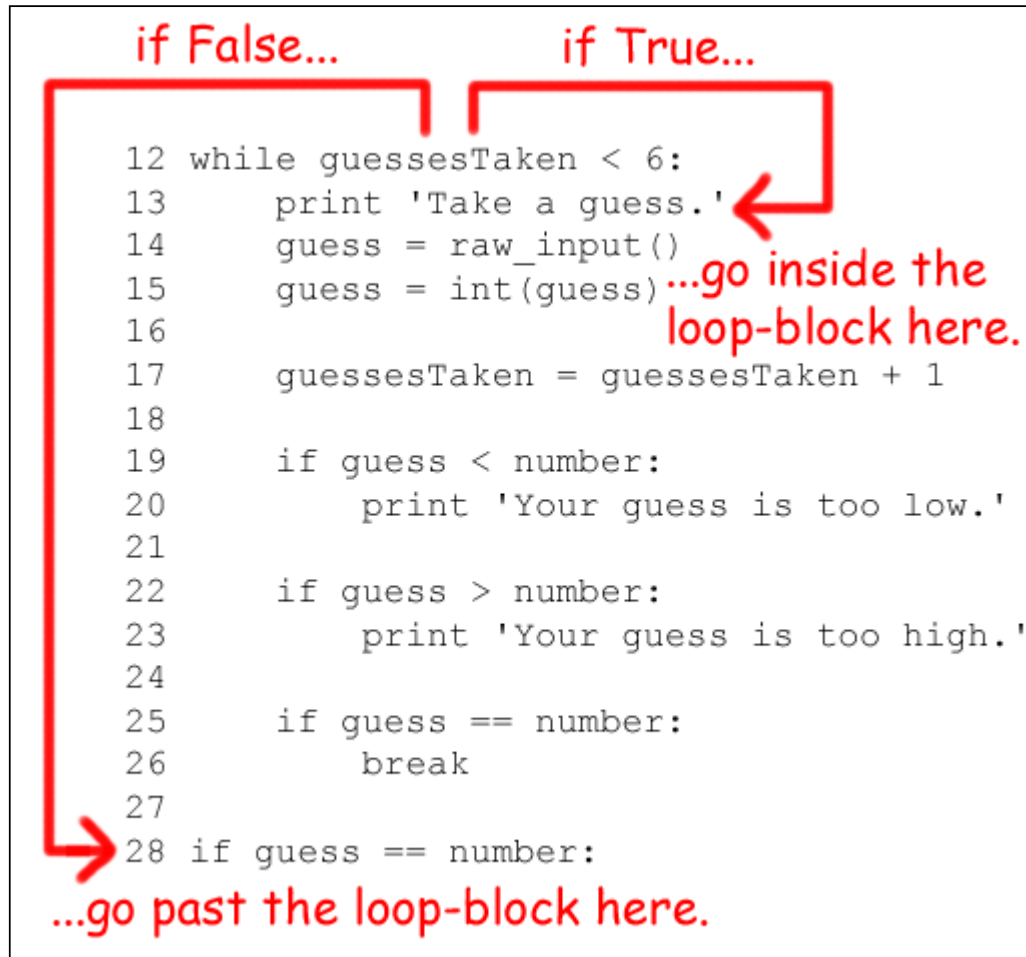 if False... if True...
12 while guessesTaken < 6:
13     print 'Take a guess.'
14     guess = raw_input()
15     guess = int(guess)
...go inside the
loop-block here.
16
17     guessesTaken = guessesTaken + 1
18
19     if guess < number:
20         print 'Your guess is too low.'
21
22     if guess > number:
23         print 'Your guess is too high.'
24
25     if guess == number:
26         break
27
28 if guess == number:
...go past the loop-block here.